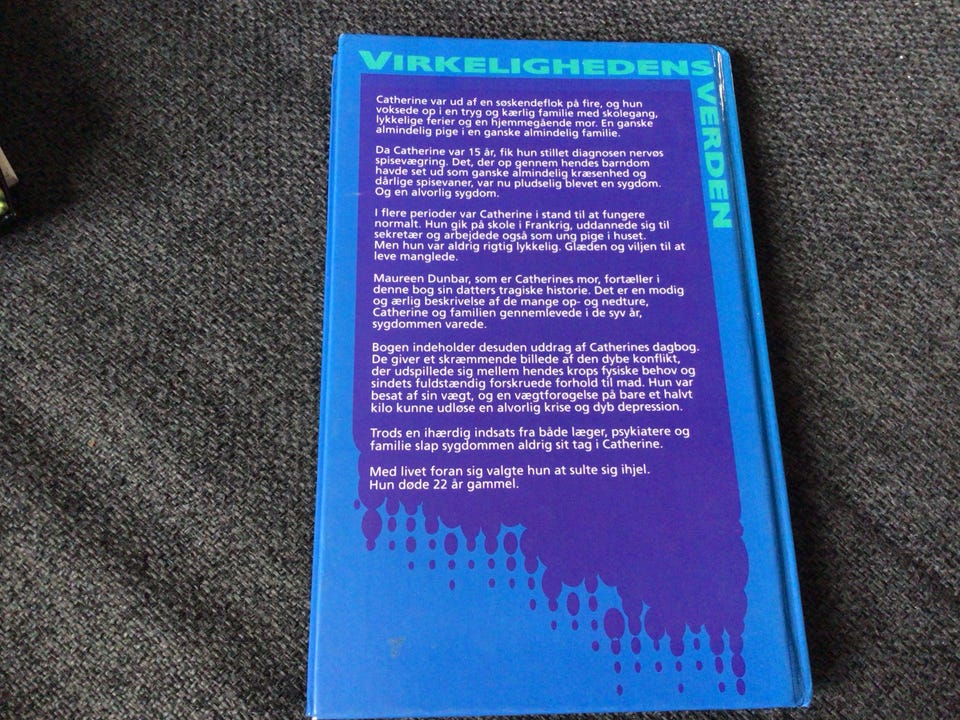 VIRKELIGHEDENS
VERDEN
Catherine var ud af en søskendeflok på fire, og hun
voksede op i en tryg og kærlig familie med skolegang,
lykkelige ferier og en hjemmegående mor. En ganske
almindelig pige i en ganske almindelig familie.
Da Catherine var 15 år, fik hun stillet diagnosen nervøs
spisevægring. Det, der op gennem hendes barndom
havde set ud som ganske almindelig kræsenhed og
dårlige spisevaner, var nu pludselig blevet en sygdom.
Og en alvorlig sygdom.
I flere perioder var Catherine i stand til at fungere
normalt. Hun gik på skole i Frankrig, uddannede sig til
sekretær og arbejdede også som ung pige i huset.
Men hun var aldrig rigtig lykkelig. Glæden og viljen til at
leve manglede.
Maureen Dunbar, som er Catherines mor, fortæller i
denne bog sin datters tragiske historie. Det er en modig
og ærlig beskrivelse af de mange op- og nedture,
Catherine og familien gennemlevede i de syv år,
sygdommen varede.
Bogen indeholder desuden uddrag af Catherines dagbog.
De giver et skræmmende billede af den dybe konflikt,
der udspillede sig mellem hendes krops fysiske behov og
sindets fuldstændig forskruede forhold til mad. Hun var
besat af sin vægt, og en vægtforøgelse på bare et halvt
kilo kunne udløse en alvorlig krise og dyb depression.
Trods en ihærdig indsats fra både læger, psykiatere og
familie slap sygdommen aldrig sit tag i Catherine.
Med livet foran sig valgte hun at sulte sig ihjel.
Hun døde 22 år gammel.